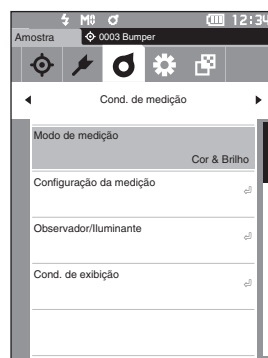 M0 12:34
Amostra 0003 Bumper
Cond. de medição
Modo de medição
Cor & Brilho
Configuração da medição
Observador/Iluminante
Cond. de exibição